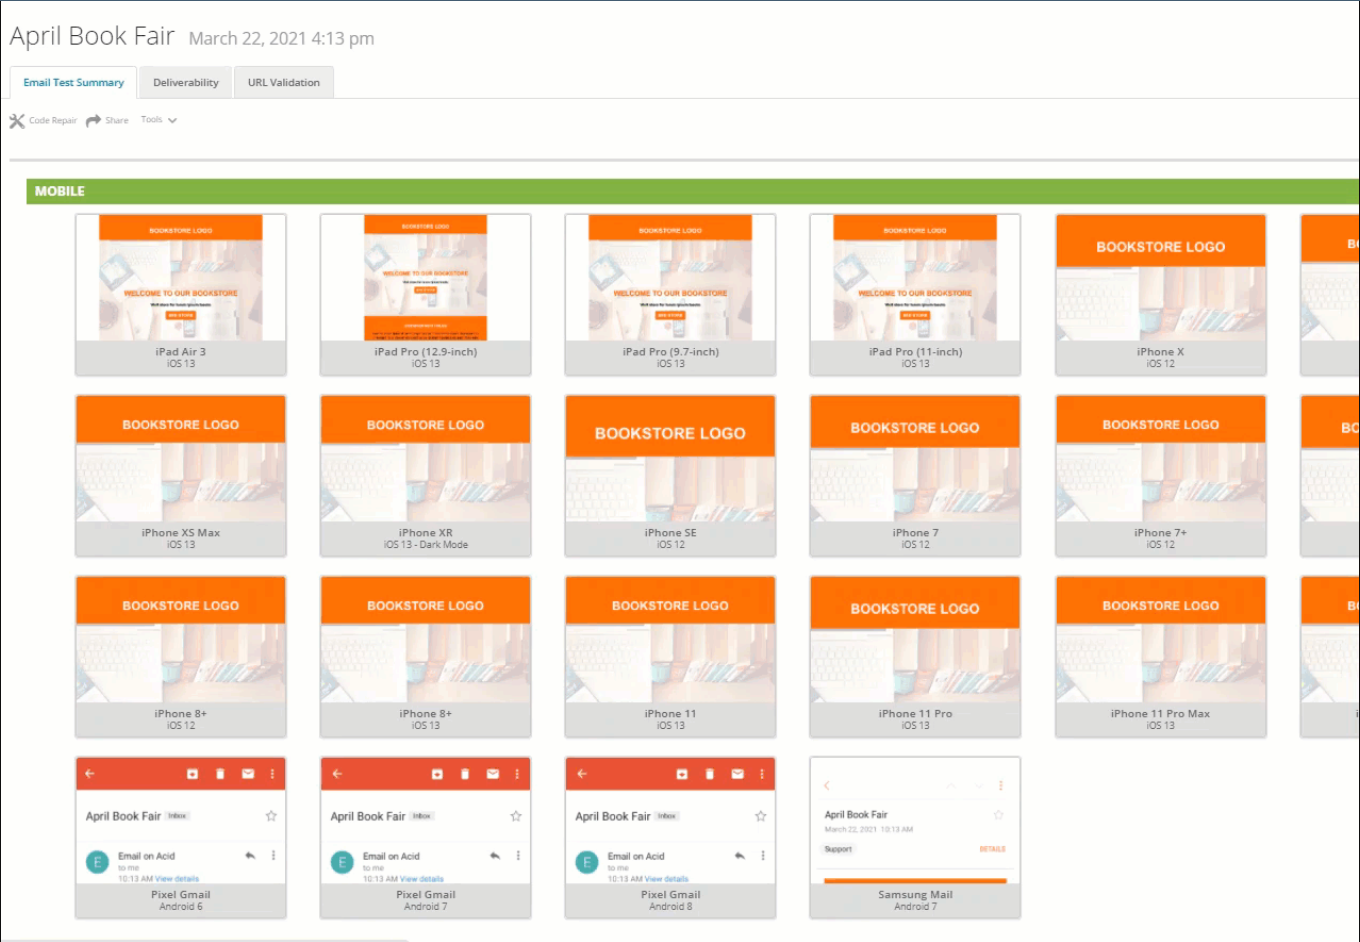 April Book Fair March 22, 2021 4:13 pm
Email Test Summary Deliverability URL Validation
Code Repair Share Tools
MOBILE
BOOKSTORE LOGO BOOKSTORE LOGO BOOKSTORE LOGO BOOKSTORE LOGO BOOKSTORE LOGO B
WELCOME TO OUR BOOKSTORE WELCOME TO OUR BOOKSTORE WELCOME TO OUR BOOKSTORE WELCOME TO OUR BOOKSTORE
iPad Air 3 iPad Pro (12.9-inch) iPad Pro (9.7-inch) iPad Pro (11-inch) iPhone X
iOS 13 iOS 13 iOS 13 iOS 13 iOS 12
BOOKSTORE LOGO BOOKSTORE LOGO BOOKSTORE LOGO BOOKSTORE LOGO BOOKSTORE LOGO BO
iPhone XS Max iPhone XR iPhone SE iPhone 7 iPhone 7+
iOS 13 iOS 13 - Dark Mode iOS 12 iOS 12 iOS 12
BOOKSTORE LOGO BOOKSTORE LOGO BOOKSTORE LOGO BOOKSTORE LOGO BOOKSTORE LOGO B
iPhone 8+ iPhone 8+ iPhone 11 iPhone 11 Pro iPhone 11 Pro Max
iOS 12 iOS 13 iOS 13 iOS 13 iOS 13
April Book Fair Inbox April Book Fair Inbox April Book Fair Inbox April Book Fair
March 22, 2021 10:13 AM
E Email on Acid E Email on Acid E Email on Acid Support DETAILS
to me to me to me
10:13 AM View details 10:13 AM View details 10:13 AM View details
Pixel Gmail Pixel Gmail Pixel Gmail Samsung Mail
Android 6 Android 7 Android 8 Android 7